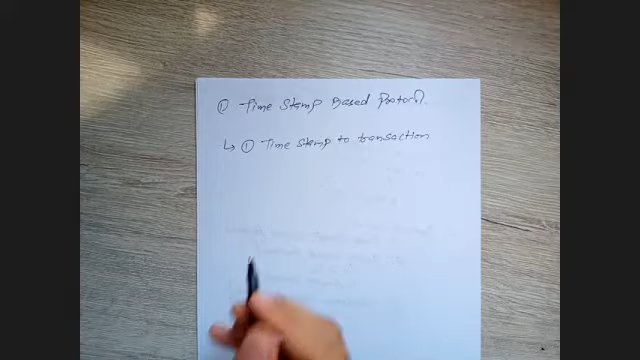 ① Time Stamp Based Protocol.
↳ ① Time Stamp to transaction